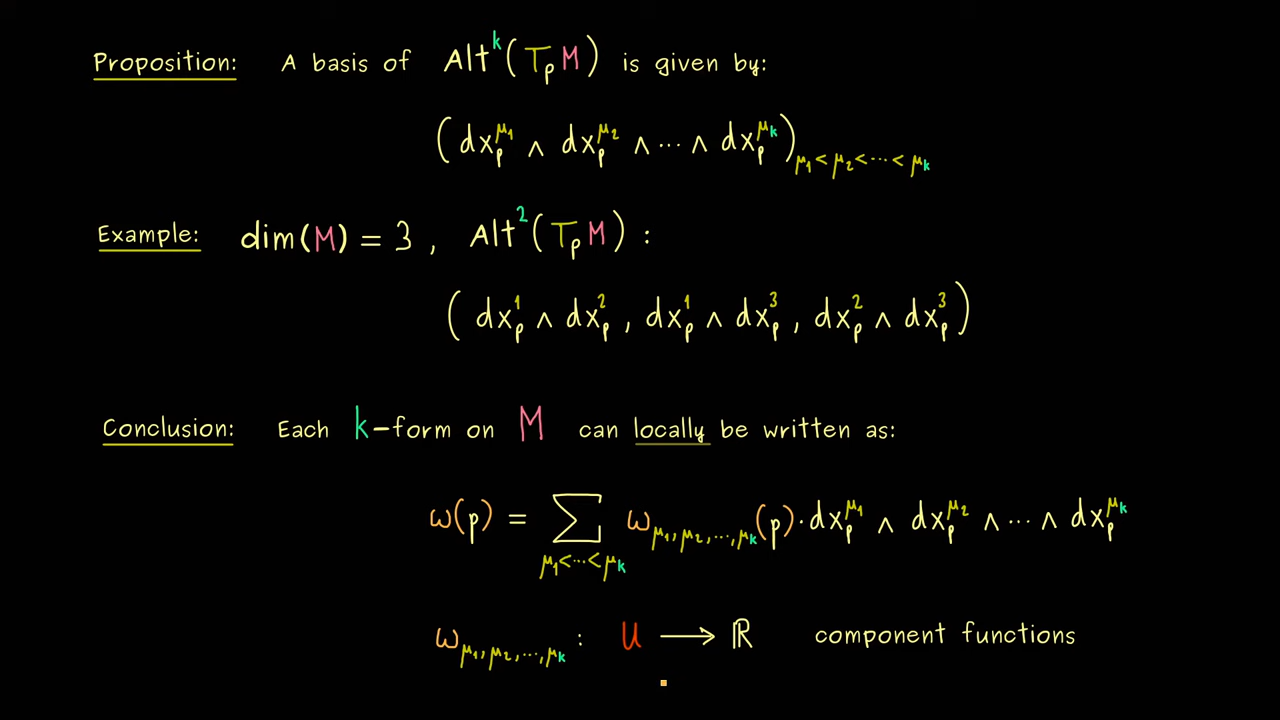 Proposition: A basis of Alt^k(T_p M) is given by:
(dx_p^{μ_1} ∧ dx_p^{μ_2} ∧ ··· ∧ dx_p^{μ_k})_{μ_1<μ_2<···<μ_k}
Example: dim(M) = 3 , Alt^2(T_p M) :
(dx_p^1 ∧ dx_p^2 , dx_p^1 ∧ dx_p^3 , dx_p^2 ∧ dx_p^3)
Conclusion: Each k-form on M can locally be written as:
ω(p) = ∑_{μ_1<···<μ_k} ω_{μ_1,μ_2,...,μ_k}(p) · dx_p^{μ_1} ∧ dx_p^{μ_2} ∧ ··· ∧ dx_p^{μ_k}
ω_{μ_1,μ_2,...,μ_k} : U ⟶ ℝ component functions